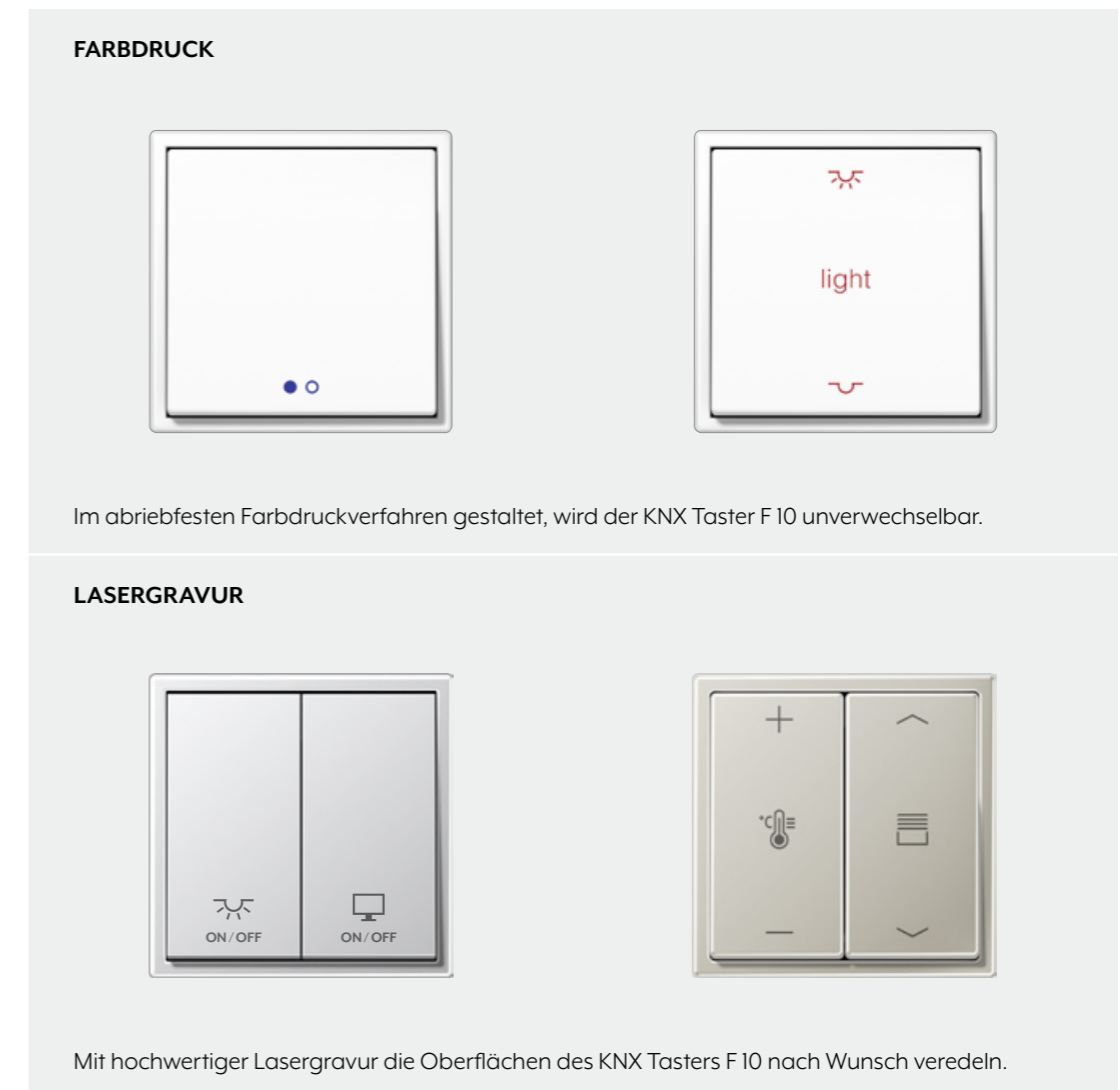 FARBDRUCK
light
Im abriebfesten Farbdruckverfahren gestaltet, wird der KNX Taster F 10 unverwechselbar.
LASERGRAVUR
ON/OFF
ON/OFF
°C
Mit hochwertiger Lasergravur die Oberflächen des KNX Tasters F 10 nach Wunsch veredeln.